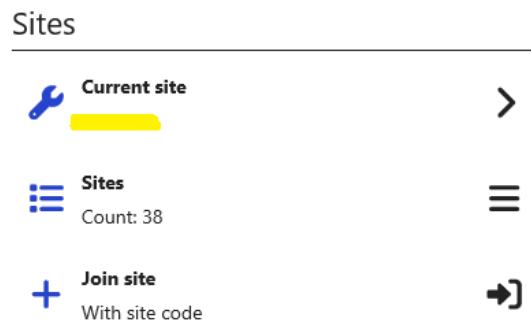 Sites
Current site
Sites
Count: 38
Join site
With site code